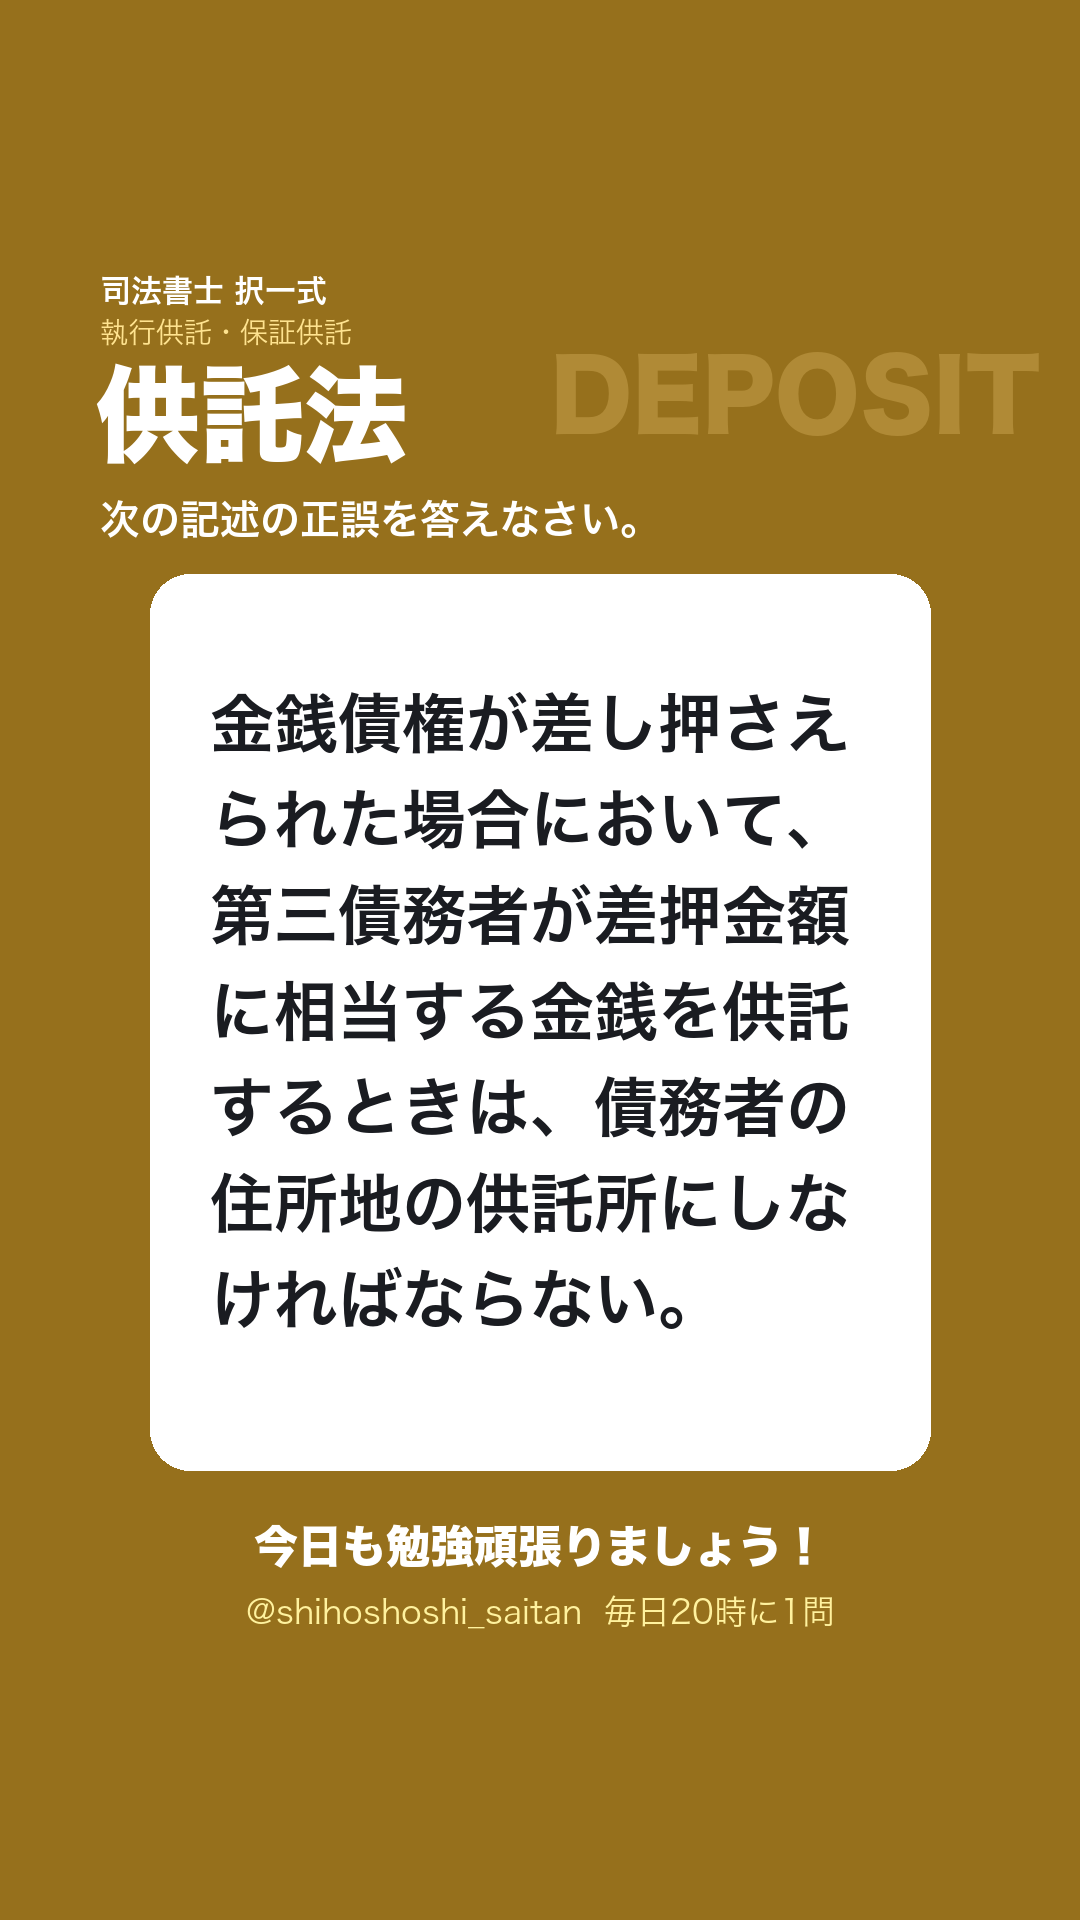 司法書士 択一式
執行供託・保証供託
供託法
DEPOSIT
次の記述の正誤を答えなさい。
金銭債権が差し押さえ
られた場合において、
第三債務者が差押金額
に相当する金銭を供託
するときは、債務者の
住所地の供託所にしな
ければならない。
今日も勉強頑張りましょう！
@shihoshoshi_saitan 毎日20時に1問